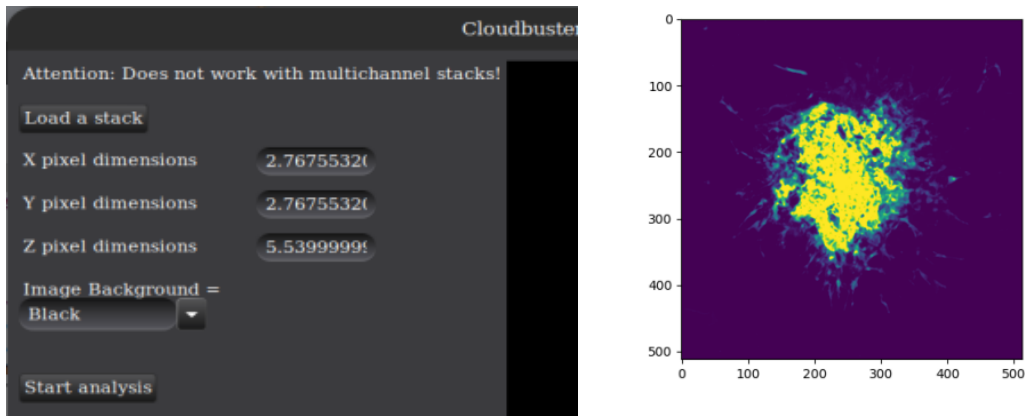 Cloudbuster
Attention: Does not work with multichannel stacks!
Load a stack
X pixel dimensions 2.76755320
Y pixel dimensions 2.76755320
Z pixel dimensions 5.53999999
Image Background =
Black
Start analysis
0
100
200
300
400
500
0 100 200 300 400 500